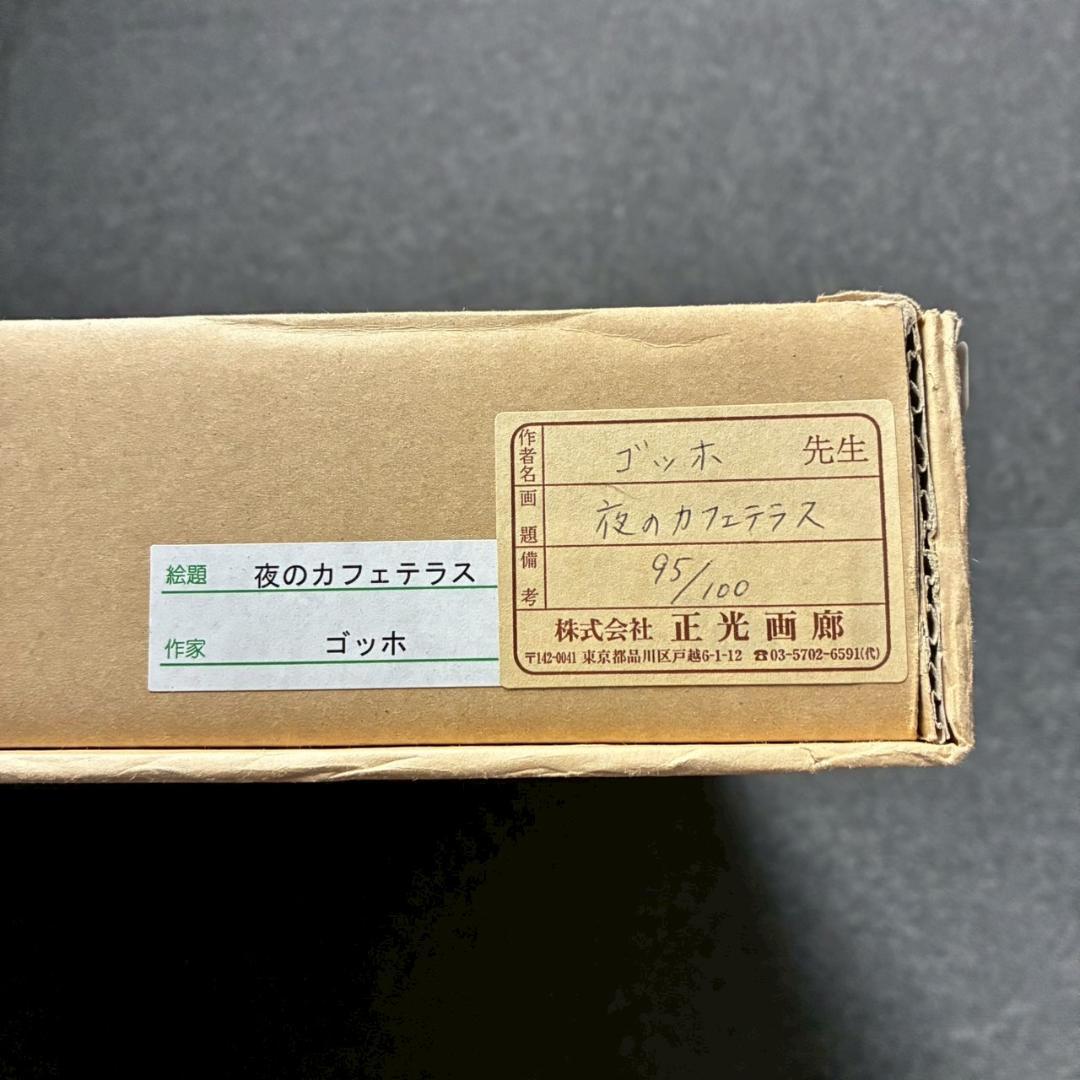 絵題 夜のカフェテラス
作家 ゴッホ
作者名 ゴッホ 先生
画題 夜のカフェテラス
備考 95/100
株式会社 正光画廊
〒142-0041 東京都品川区戸越6-1-12 ☎03-5702-6591(代)